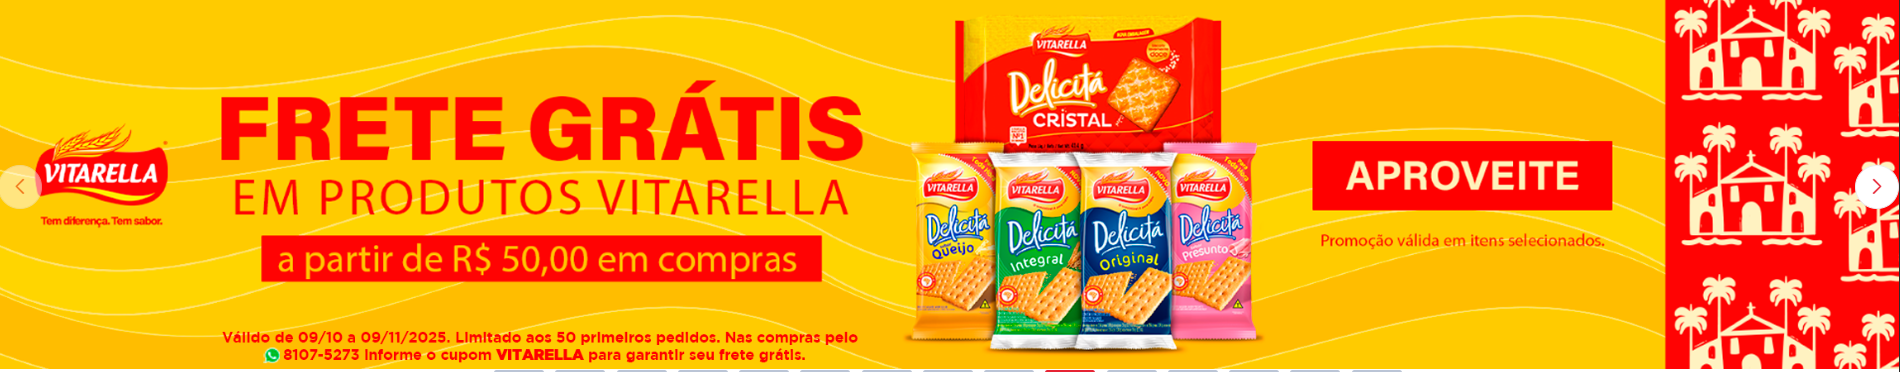 VITARELLA
Tem diferença. Tem sabor.
FRETE GRÁTIS
EM PRODUTOS VITARELLA
a partir de R$ 50,00 em compras
Válido de 09/10 a 09/11/2025. Limitado aos 50 primeiros pedidos. Nas compras pelo
8107-5273 Informe o cupom VITARELLA para garantir seu frete grátis.
VITARELLA
Delicitá
CRISTAL
Nº1
VITARELLA
Delicitá
Queijo
VITARELLA
Delicitá
Integral
VITARELLA
Delicitá
Original
VITARELLA
Delicitá
Presunto
APROVEITE
Promoção válida em itens selecionados.